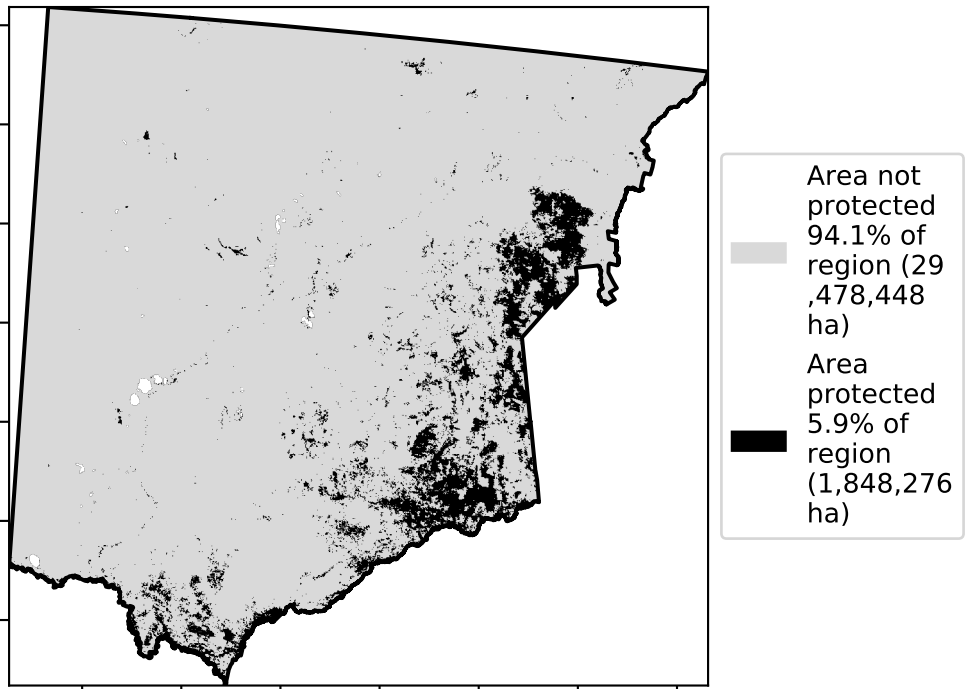 Area not
protected
94.1% of
region (29
,478,448
ha)
Area
protected
5.9% of
region
(1,848,276
ha)